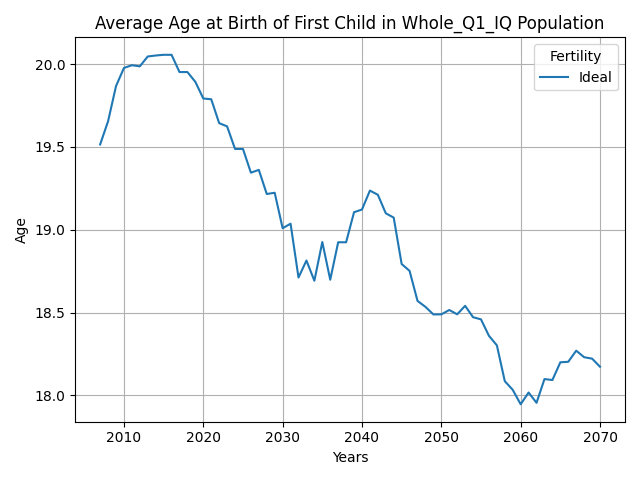 Average Age at Birth of First Child in Whole_Q1_IQ Population
Fertility
Ideal
20.0
19.5
19.0
18.5
18.0
Age
2010 2020 2030 2040 2050 2060 2070
Years